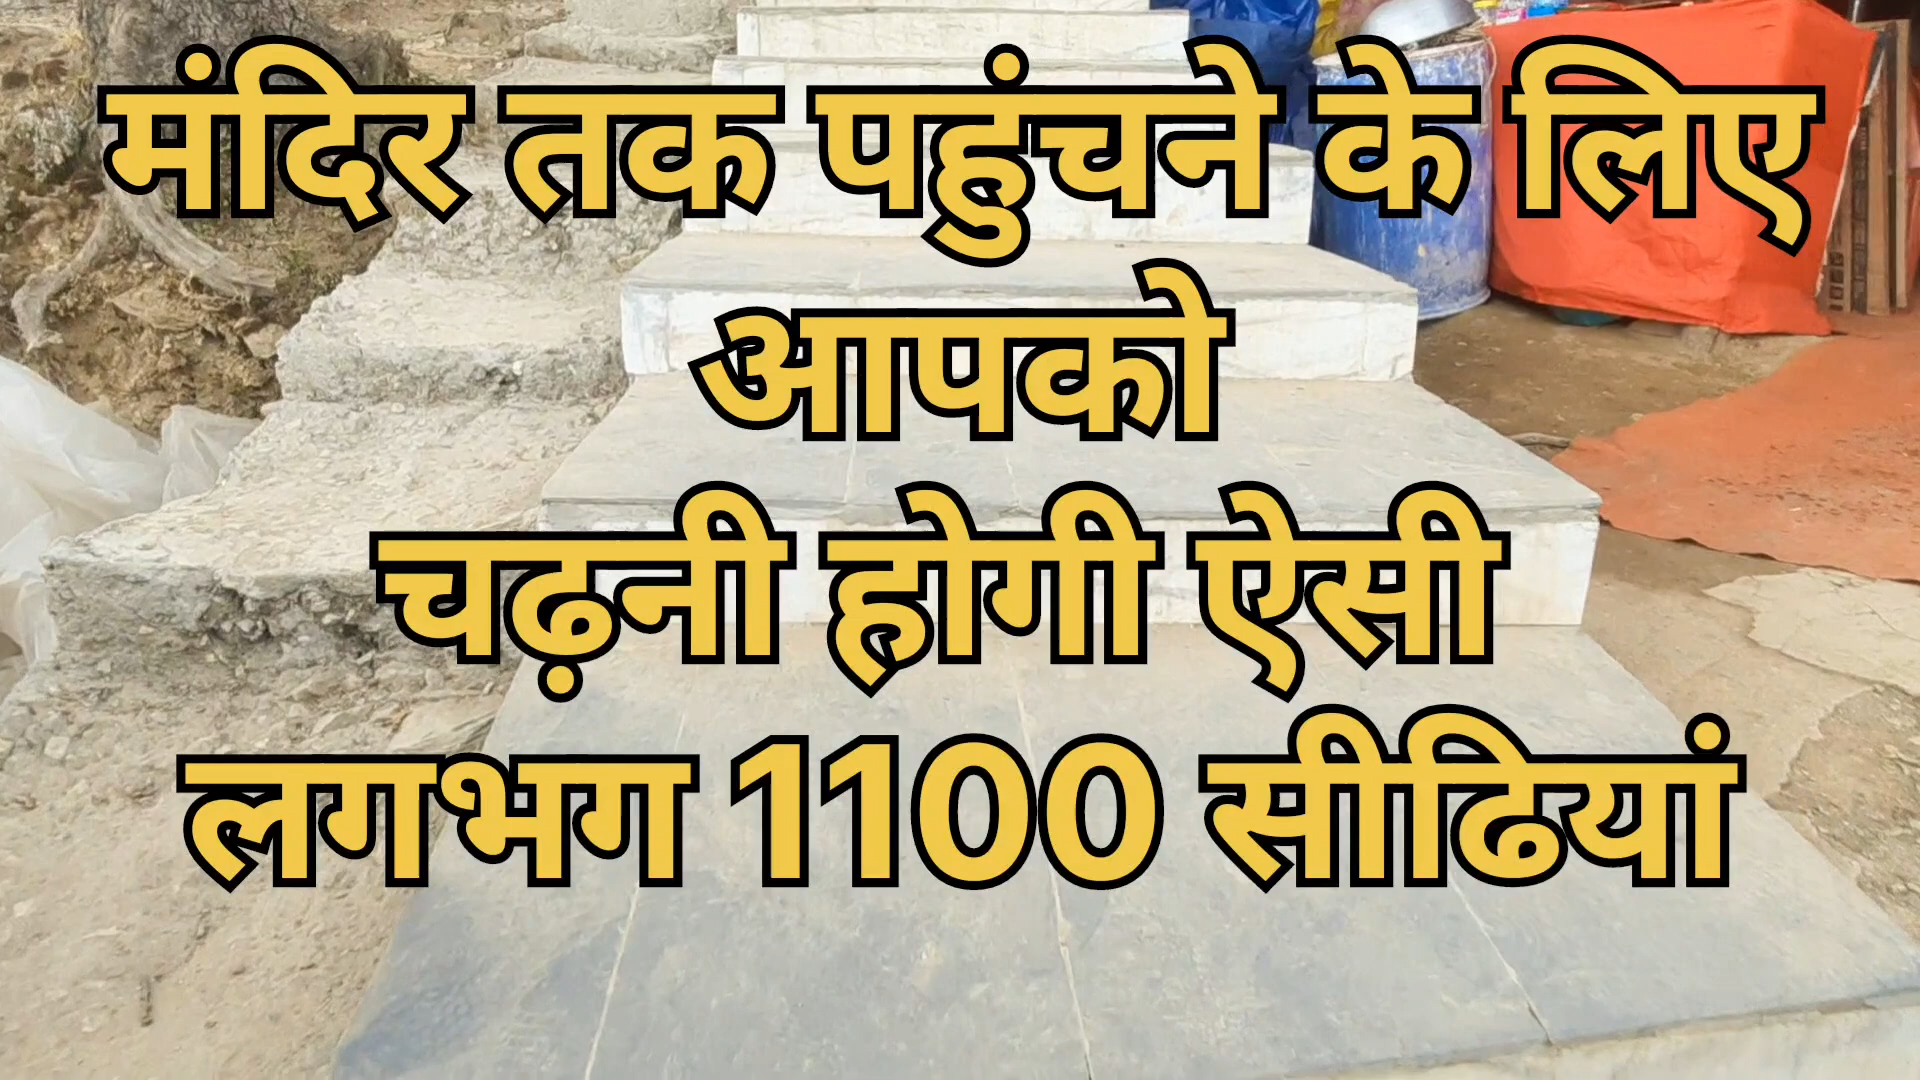 मंदिर तक पहुंचने के लिए
आपको
चढ़नी होगी ऐसी
लगभग 1100 सीढियां